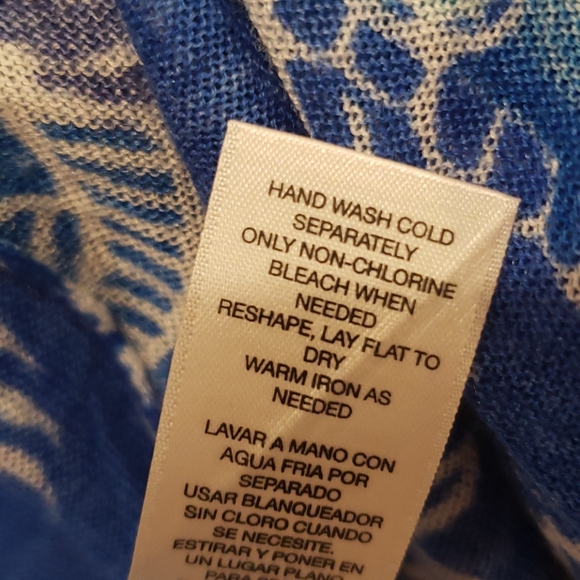 HAND WASH COLD
SEPARATELY
ONLY NON-CHLORINE
BLEACH WHEN
NEEDED
RESHAPE, LAY FLAT TO
DRY
WARM IRON AS
NEEDED
LAVAR A MANO CON
AGUA FRIA POR
SEPARADO
USAR BLANQUEADOR
SIN CLORO CUANDO
SE NECESITE.
ESTIRAR Y PONER EN
UN LUGAR PLANO
PARA